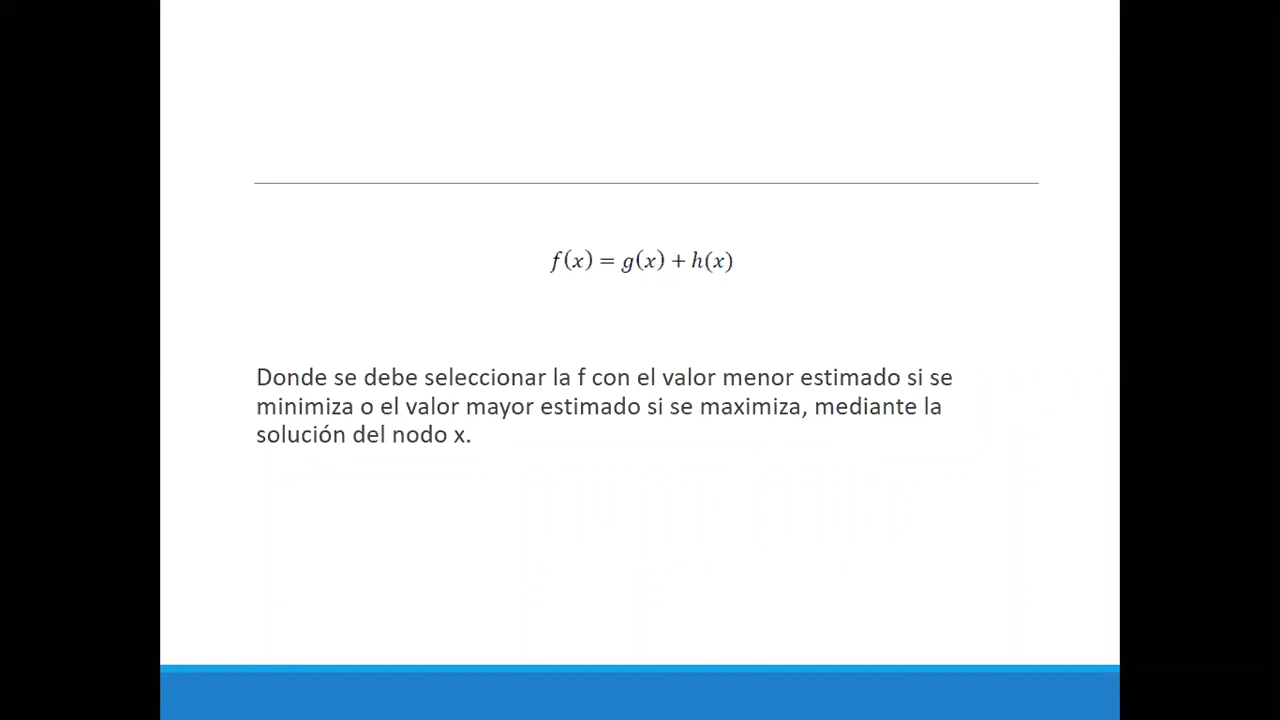 f(x) = g(x) + h(x)
Donde se debe seleccionar la f con el valor menor estimado si se
minimiza o el valor mayor estimado si se maximiza, mediante la
solución del nodo x.